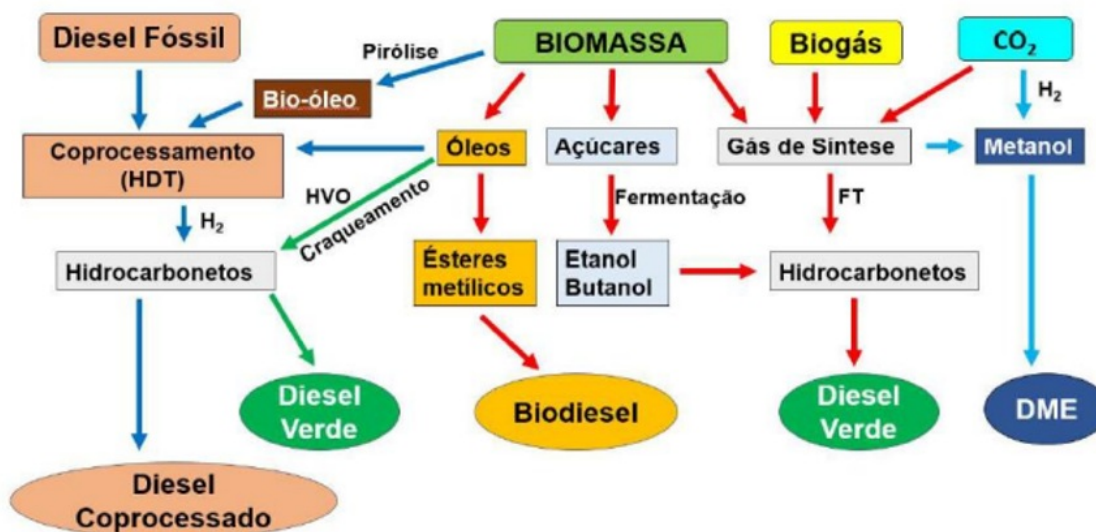 Diesel Fóssil
BIOMASSA
Biogás
CO₂
Pirólise
Bio-óleo
H₂
Coprocessamento
(HDT)
Óleos
Açúcares
Gás de Síntese
Metanol
HVO
Craqueamento
Fermentação
FT
H₂
Hidrocarbonetos
Ésteres
metílicos
Etanol
Butanol
Hidrocarbonetos
Diesel
Verde
Biodiesel
Diesel
Verde
DME
Diesel
Coprocessado